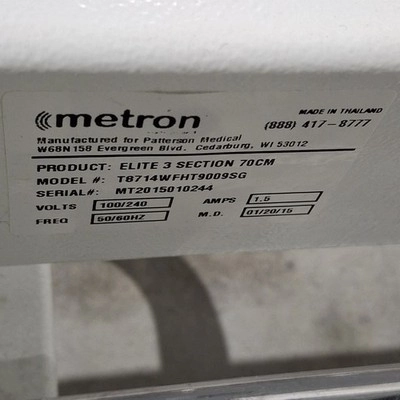 metron
MADE IN THAILAND
(888) 417-8777
Manufactured for Patterson Medical
W68N158 Evergreen Blvd. Cedarburg, WI 53012
PRODUCT: ELITE 3 SECTION 70CM
MODEL #: T8714WFHT9009SG
SERIAL#: MT2015010244
VOLTS 100/240 AMPS 1.5
FREQ 50/60HZ M.D. 01/20/15